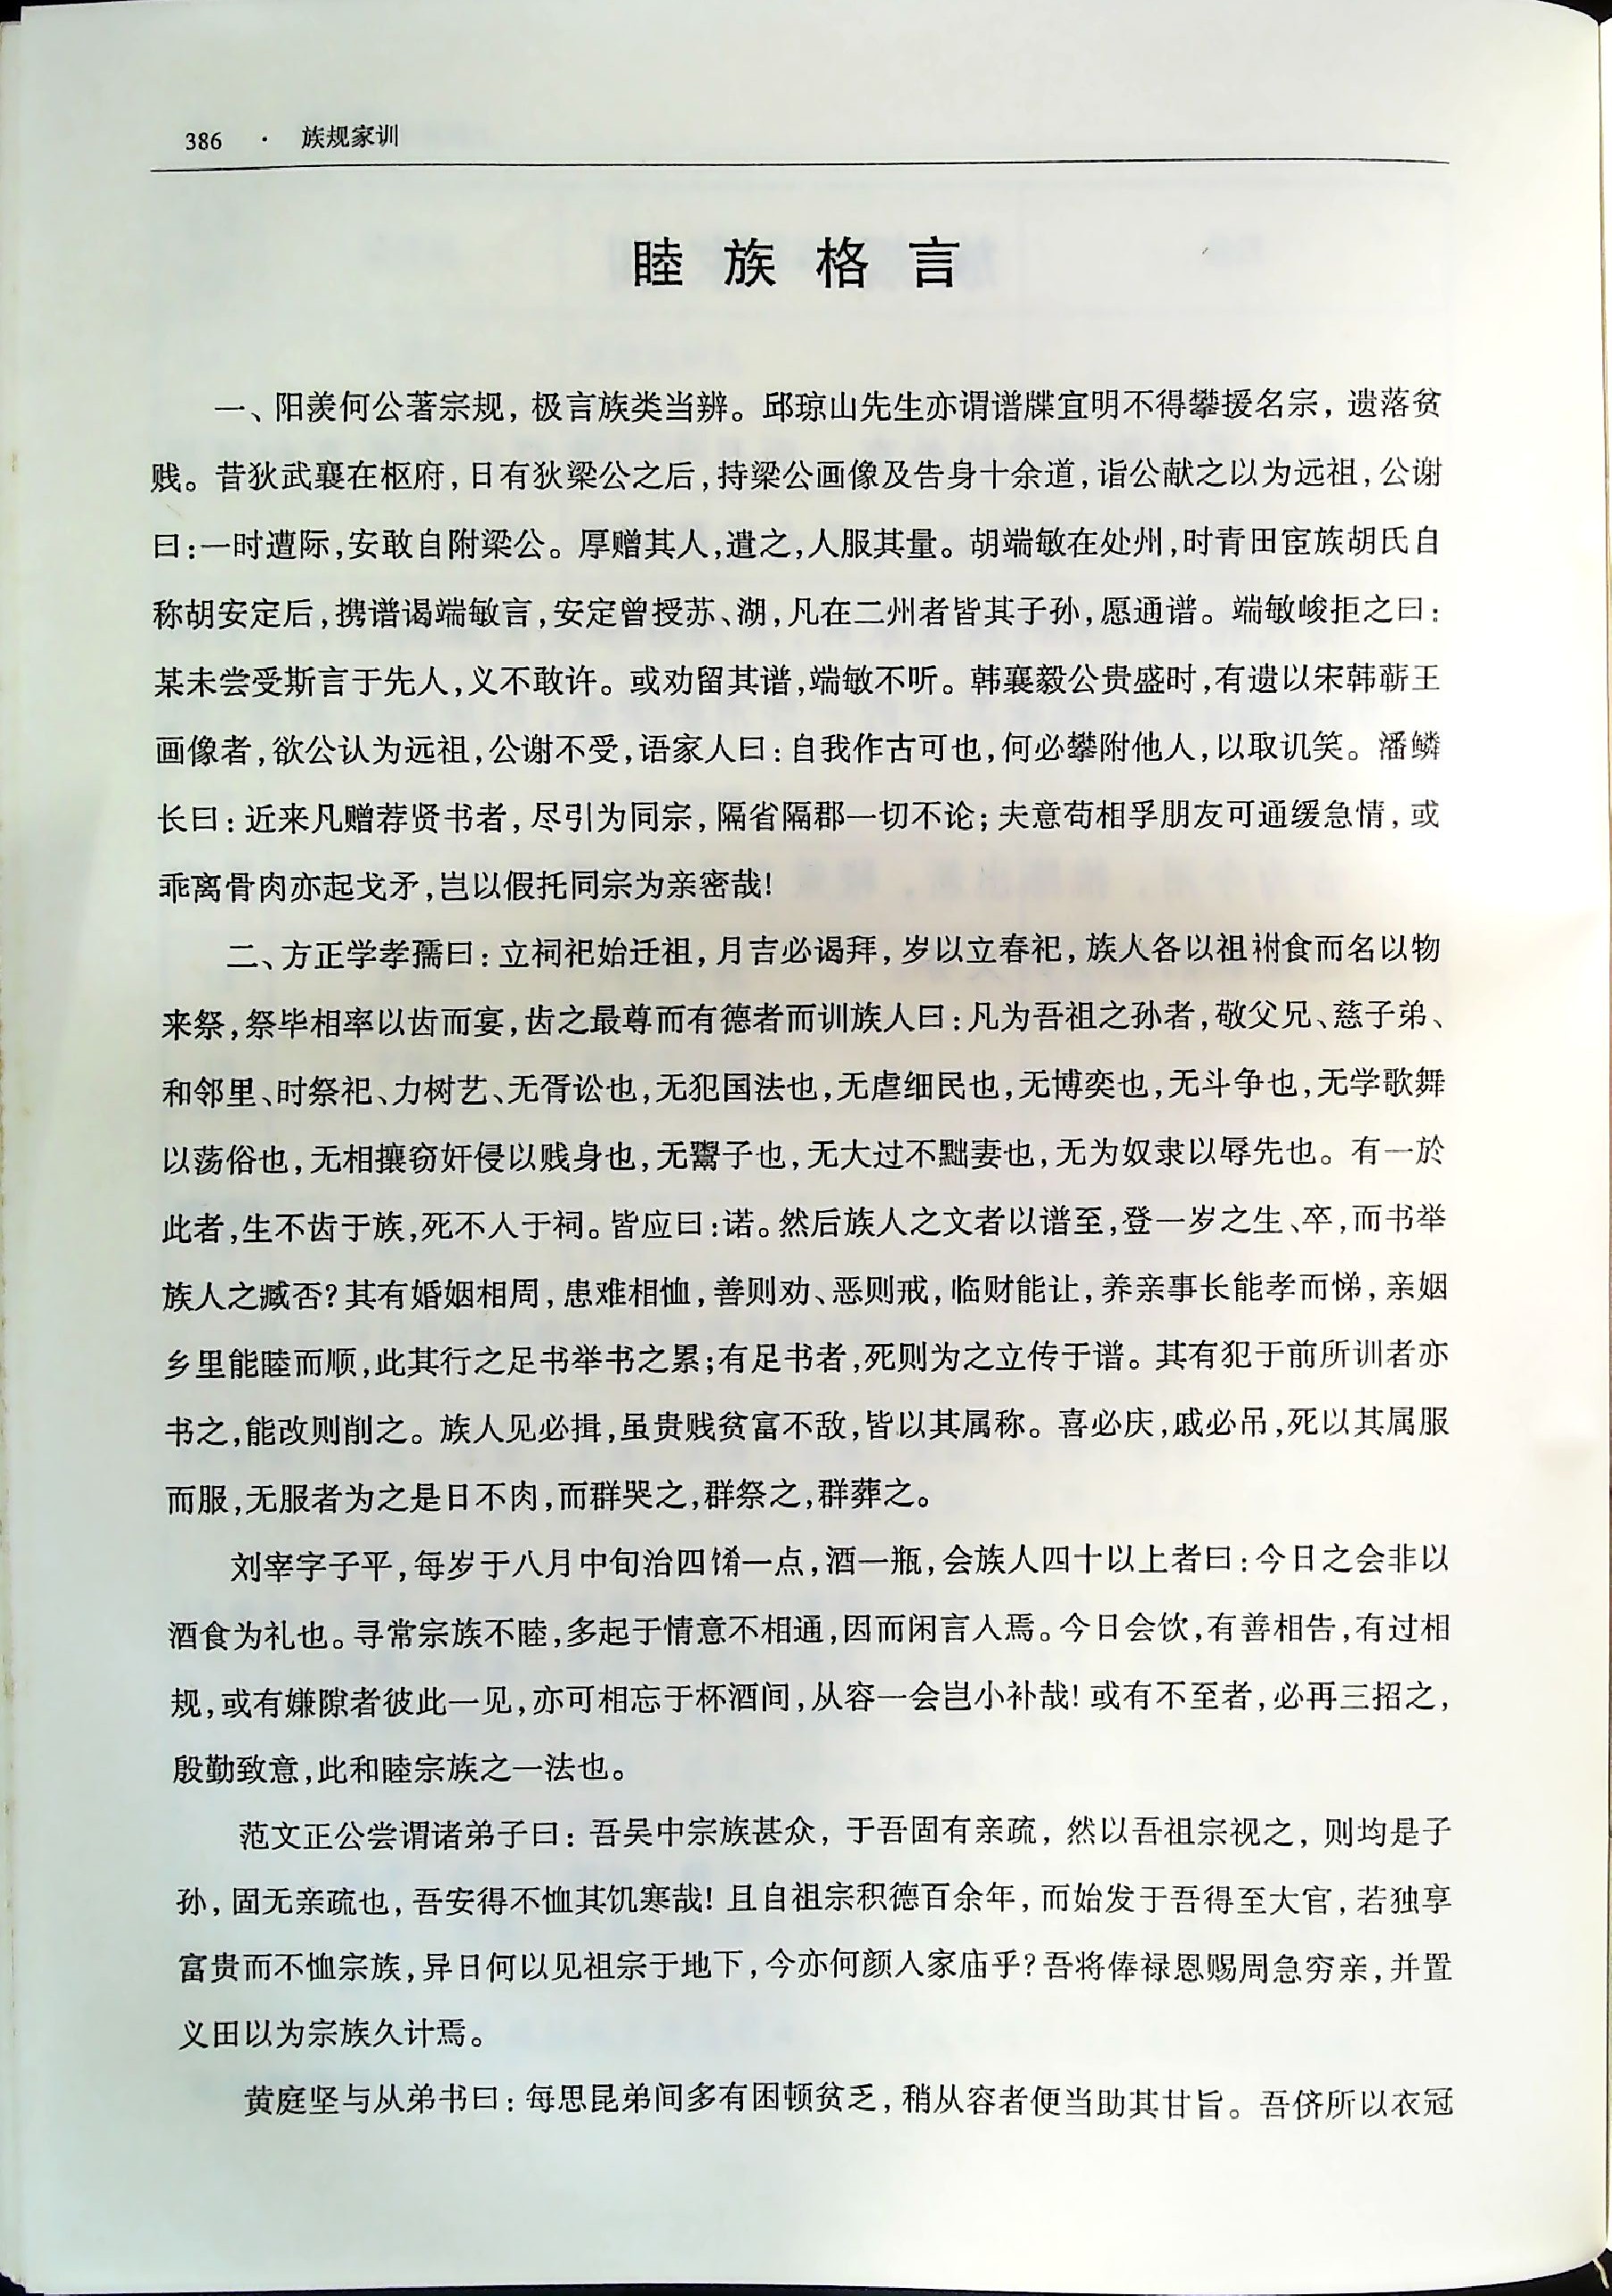 386 · 族规家训
睦族格言
一、阳羡何公著宗规，极言族类当辨。邱琼山先生亦谓谱牒宜明不得攀援名宗，遗落贫
贱。昔狄武襄在枢府，日有狄梁公之后，持梁公画像及告身十余道，诣公献之以为远祖，公谢
曰：一时遭际，安敢自附梁公。厚赠其人，遣之，人服其量。胡端敏在处州，时青田宦族胡氏自
称胡安定后，携谱谒端敏言，安定曾授苏、湖，凡在二州者皆其子孙，愿通谱。端敏峻拒之曰：
某未尝受斯言于先人，义不敢许。或劝留其谱，端敏不听。韩襄毅公贵盛时，有遗以宋韩蕲王
画像者，欲公认为远祖，公谢不受，语家人曰：自我作古可也，何必攀附他人，以取讥笑。潘鳞
长曰：近来凡赠荐贤书者，尽引为同宗，隔省隔郡一切不论；夫意苟相孚朋友可通缓急情，或
乖离骨肉亦起戈矛，岂以假托同宗为亲密哉！
二、方正学孝孺曰：立祠祀始迁祖，月吉必谒拜，岁以立春祀，族人各以祖祔食而名以物
来祭，祭毕相率以齿而宴，齿之最尊而有德者而训族人曰：凡为吾祖之孙者，敬父兄、慈子弟、
和邻里、时祭祀、力树艺、无胥讼也，无犯国法也，无虐细民也，无博奕也，无斗争也，无学歌舞
以荡俗也，无相攘窃奸侵以贱身也，无鬻子也，无大过不黜妻也，无为奴隶以辱先也。有一於
此者，生不齿于族，死不人于祠。皆应曰：诺。然后族人之文者以谱至，登一岁之生、卒，而书举
族人之臧否？其有婚姻相周，患难相恤，善则劝、恶则戒，临财能让，养亲事长能孝而悌，亲姻
乡里能睦而顺，此其行之足书举书之累；有足书者，死则为之立传于谱。其有犯于前所训者亦
书之，能改则削之。族人见必揖，虽贵贱贫富不敌，皆以其属称。喜必庆，戚必吊，死以其属服
而服，无服者为之是日不肉，而群哭之，群祭之，群葬之。
刘宰字子平，每岁于八月中旬治四馐一点，酒一瓶，会族人四十以上者曰：今日之会非以
酒食为礼也。寻常宗族不睦，多起于情意不相通，因而闲言人焉。今日会饮，有善相告，有过相
规，或有嫌隙者彼此一见，亦可相忘于杯酒间，从容一会岂小补哉！或有不至者，必再三招之，
殷勤致意，此和睦宗族之一法也。
范文正公尝谓诸弟子曰：吾吴中宗族甚众，于吾固有亲疏，然以吾祖宗视之，则均是子
孙，固无亲疏也，吾安得不恤其饥寒哉！且自祖宗积德百余年，而始发于吾得至大官，若独享
富贵而不恤宗族，异日何以见祖宗于地下，今亦何颜人家庙乎？吾将俸禄恩赐周急穷亲，并置
义田以为宗族久计焉。
黄庭坚与从弟书曰：每思昆弟间多有困顿贫乏，稍从容者便当助其甘旨。吾侪所以衣冠